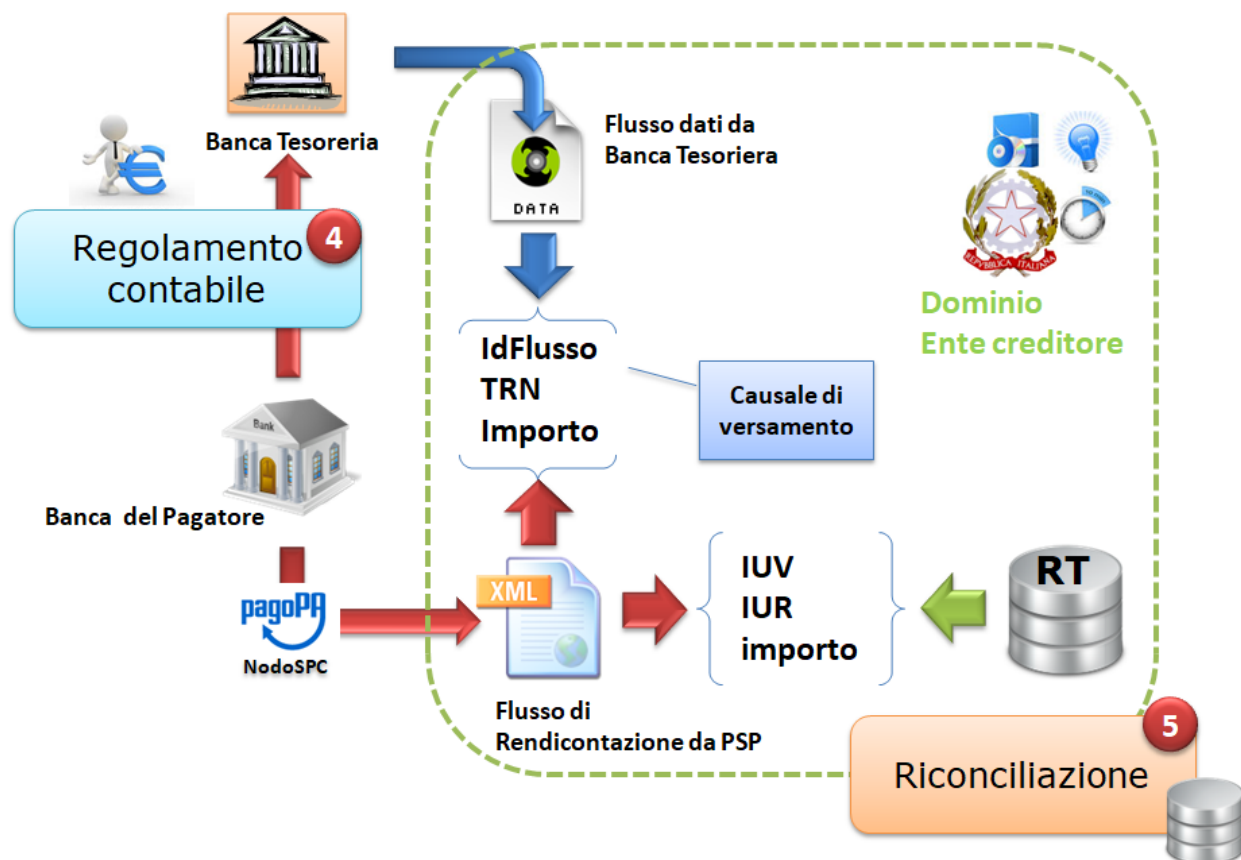 Banca Tesoreria
Flusso dati da
Banca Tesoriera
DATA
Regolamento
contabile
4
REPVBBLICA ITALIANA
Dominio
Ente creditore
IdFlusso
TRN
Importo
Causale di
versamento
Bank
Banca del Pagatore
pagoPA
NodoSPC
XML
IUV
IUR
importo
RT
Flusso di
Rendicontazione da PSP
5
Riconciliazione